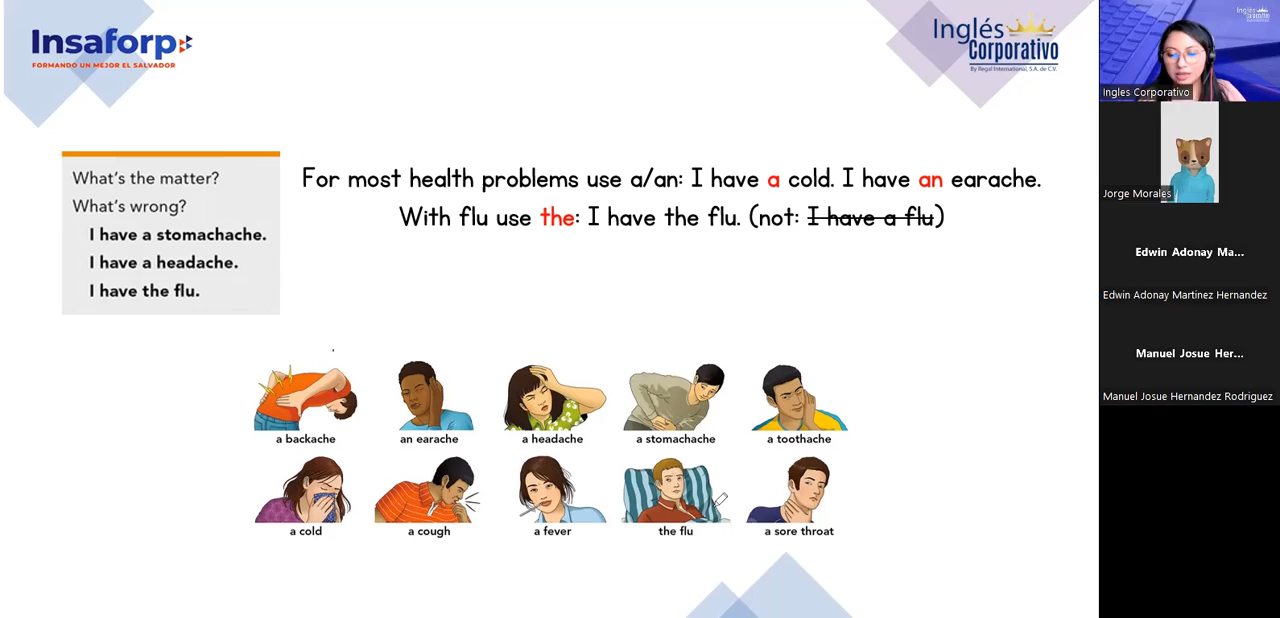 Insaforp
FORMANDO UN MEJOR EL SALVADOR
Inglés
Corporativo
By Regal International, S.A. de C.V.
What's the matter?
What's wrong?
I have a stomachache.
I have a headache.
I have the flu.
For most health problems use a/an: I have a cold. I have an earache.
With flu use the: I have the flu. (not: I have a flu)
a backache
an earache
a headache
a stomachache
a toothache
a cold
a cough
a fever
the flu
a sore throat
Ingles Corporativo
Jorge Morales
Edwin Adonay Ma...
Edwin Adonay Martinez Hernandez
Manuel Josue Her...
Manuel Josue Hernandez Rodriguez